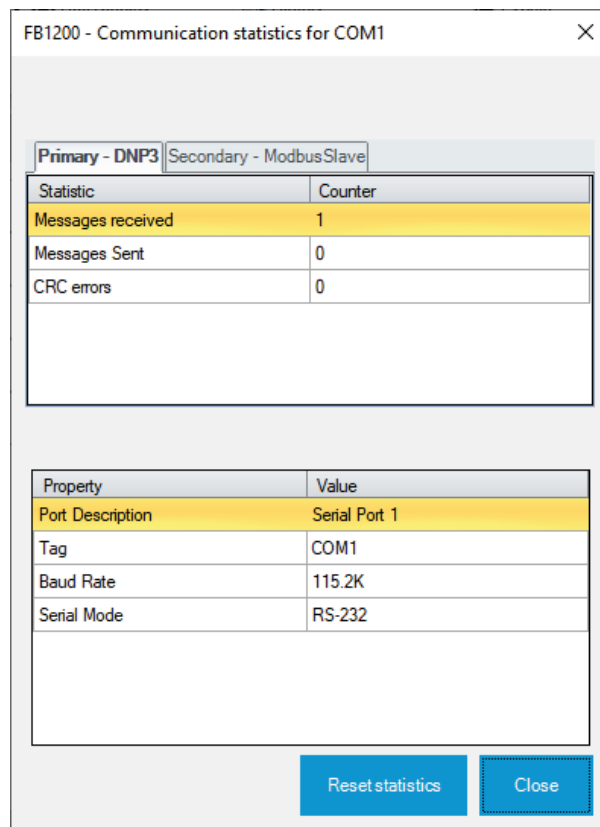 FB1200 - Communication statistics for COM1
Primary - DNP3 Secondary - ModbusSlave
Statistic Counter
Messages received 1
Messages Sent 0
CRC errors 0
Property Value
Port Description Serial Port 1
Tag COM1
Baud Rate 115.2K
Serial Mode RS-232
Reset statistics Close